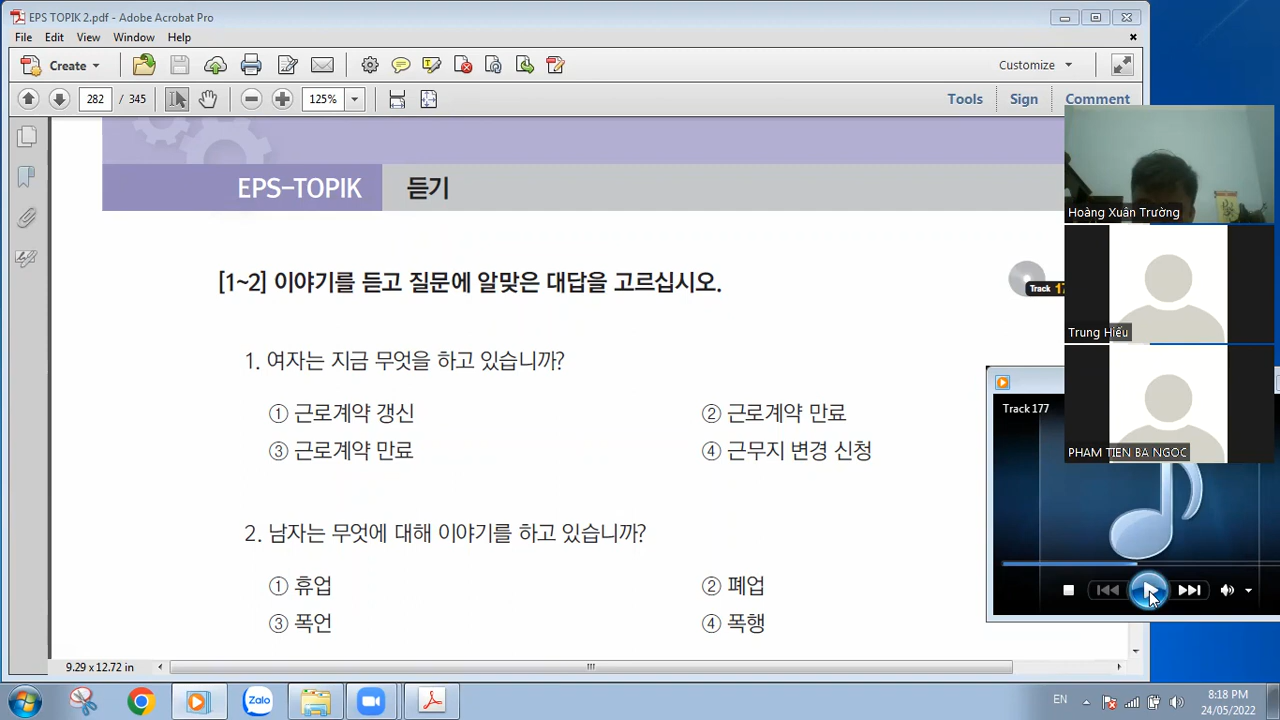 EPS TOPIK 2.pdf - Adobe Acrobat Pro
File Edit View Window Help
Create
Customize
282 / 345
125%
Tools Sign Comment
EPS-TOPIK 듣기
[1~2] 이야기를 듣고 질문에 알맞은 대답을 고르십시오.
Track 17
1. 여자는 지금 무엇을 하고 있습니까?
① 근로계약 갱신
② 근로계약 만료
③ 근로계약 만료
④ 근무지 변경 신청
2. 남자는 무엇에 대해 이야기를 하고 있습니까?
① 휴업
② 폐업
③ 폭언
④ 폭행
Hoàng Xuân Trường
Trung Hiếu
PHAM TIEN BA NGOC
Track 177
9.29 x 12.72 in
Zalo
EN
8:18 PM
24/05/2022